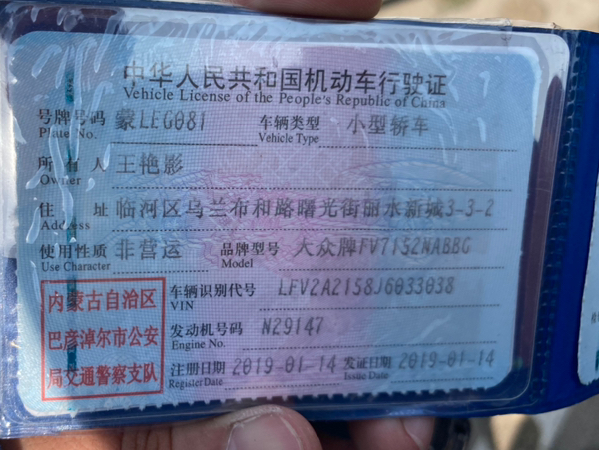 中华人民共和国机动车行驶证
Vehicle License of the People's Republic of China
号牌号码 蒙LEG081 车辆类型 小型轿车
Plate No. Vehicle Type
所有人 王艳影
Owner
住址 临河区乌兰布和路曙光街丽水新城3-3-2
Address
使用性质 非营运 品牌型号 大众牌FV7152NABBG
Use Character Model
内蒙古自治区
巴彦淖尔市公安
局交通警察支队
车辆识别代号 LFV2A2158J6033038
VIN
发动机号码 N29147
Engine No.
注册日期 2019-01-14 发证日期 2019-01-14
Register Date Issue Date